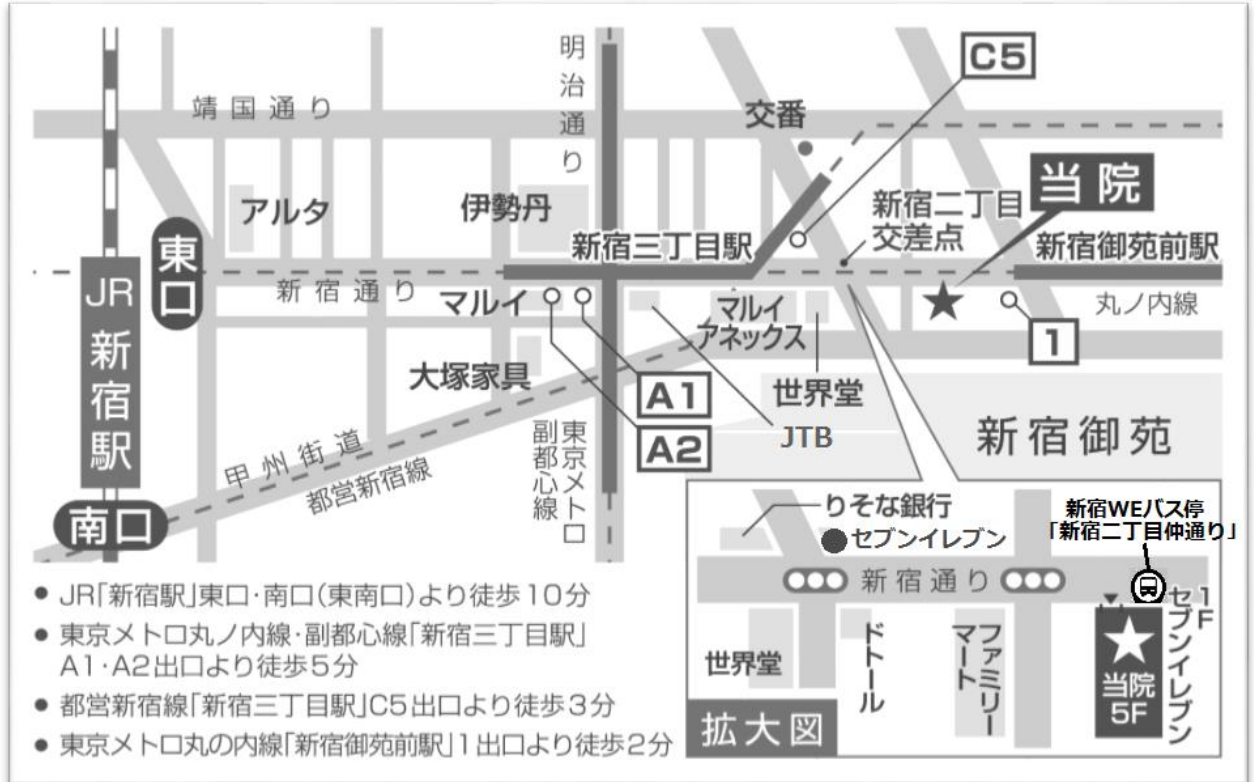 靖国通り
明治通り
C5
交番
当院
アルタ
伊勢丹
新宿二丁目
交差点
東口
新宿三丁目駅
新宿御苑前駅
JR新宿駅
新宿通り
マルイ
マルイ
アネックス
丸ノ内線
1
大塚家具
A1
世界堂
A2
JTB
新宿御苑
甲州街道
都営新宿線
東京メトロ
副都心線
南口
りそな銀行
セブンイレブン
新宿WEバス停
「新宿二丁目仲通り」
新宿通り
世界堂
ドトール
ファミリー
マート
1F
セブンイレブン
当院
5F
拡大図
● JR「新宿駅」東口・南口(東南口)より徒歩10分
● 東京メトロ丸ノ内線・副都心線「新宿三丁目駅」
A1・A2出口より徒歩5分
● 都営新宿線「新宿三丁目駅」C5出口より徒歩3分
● 東京メトロ丸の内線「新宿御苑前駅」1出口より徒歩2分